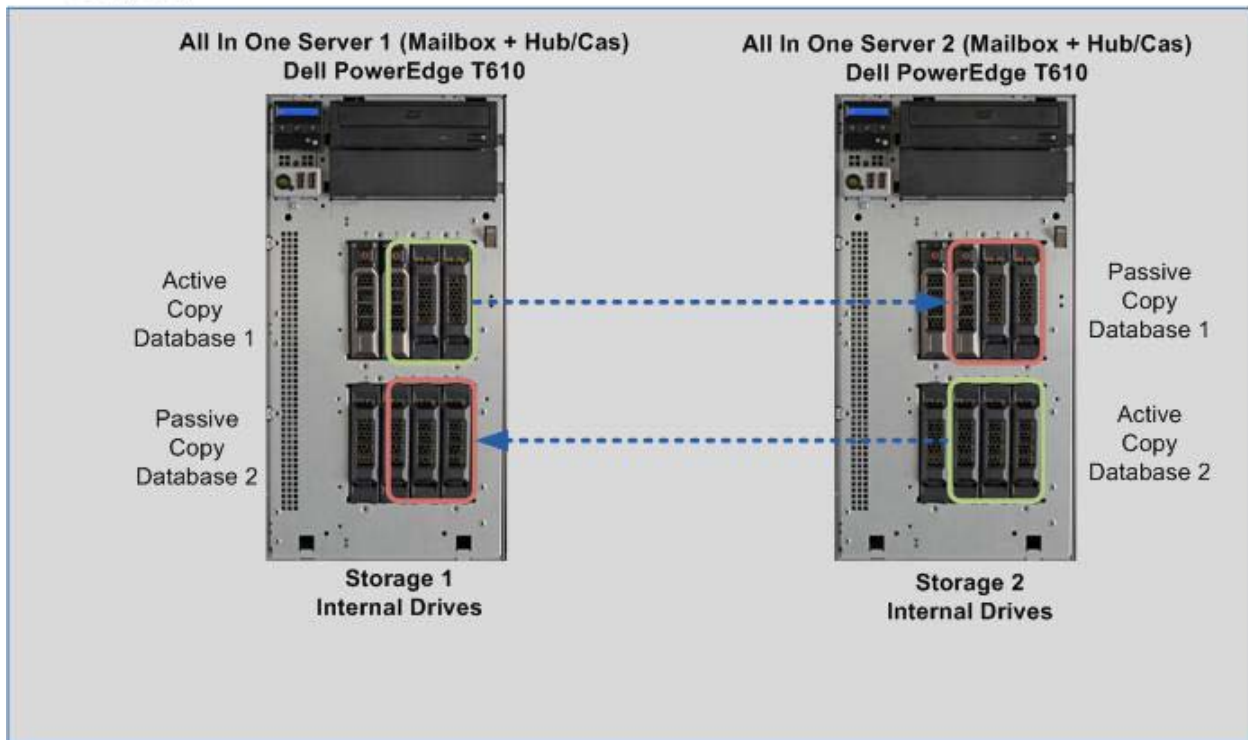 All In One Server 1 (Mailbox + Hub/Cas)
Dell PowerEdge T610
All In One Server 2 (Mailbox + Hub/Cas)
Dell PowerEdge T610
Active
Copy
Database 1
Passive
Copy
Database 1
Passive
Copy
Database 2
Active
Copy
Database 2
Storage 1
Internal Drives
Storage 2
Internal Drives